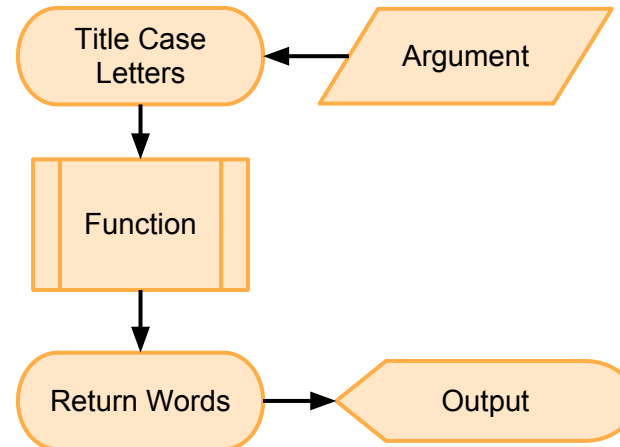 Title Case
Letters
Argument
Function
Return Words
Output